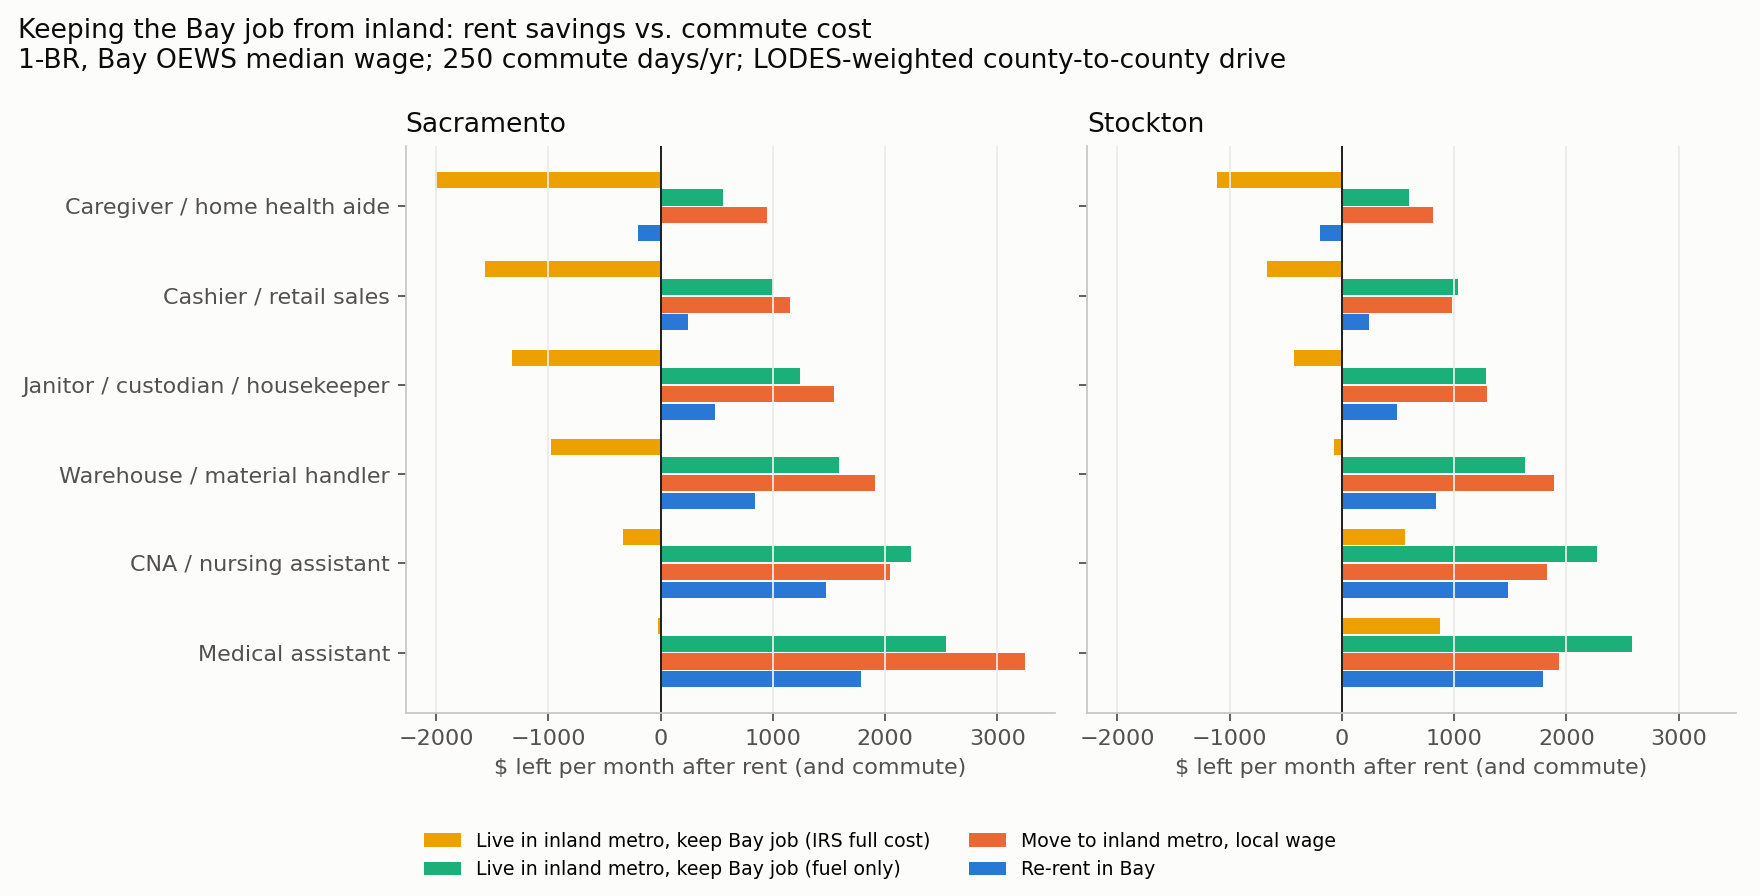 Keeping the Bay job from inland: rent savings vs. commute cost
1-BR, Bay OEWS median wage; 250 commute days/yr; LODES-weighted county-to-county drive
Sacramento
Stockton
Caregiver / home health aide
Cashier / retail sales
Janitor / custodian / housekeeper
Warehouse / material handler
CNA / nursing assistant
Medical assistant
−2000 −1000 0 1000 2000 3000
−2000 −1000 0 1000 2000 3000
$ left per month after rent (and commute)
$ left per month after rent (and commute)
Live in inland metro, keep Bay job (IRS full cost)
Live in inland metro, keep Bay job (fuel only)
Move to inland metro, local wage
Re-rent in Bay